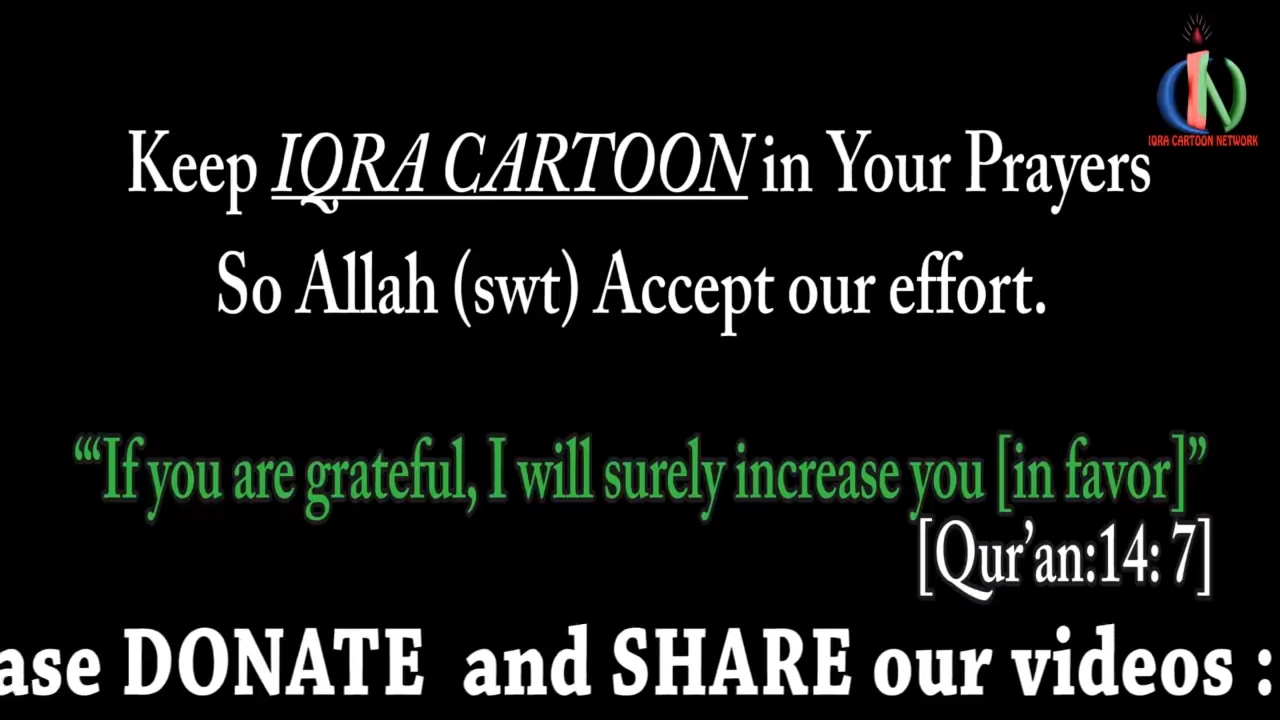 IQRA CARTOON NETWORK
Keep IQRA CARTOON in Your Prayers
So Allah (swt) Accept our effort.
“‘If you are grateful, I will surely increase you [in favor]”
[Qur’an:14: 7]
ase DONATE and SHARE our videos :